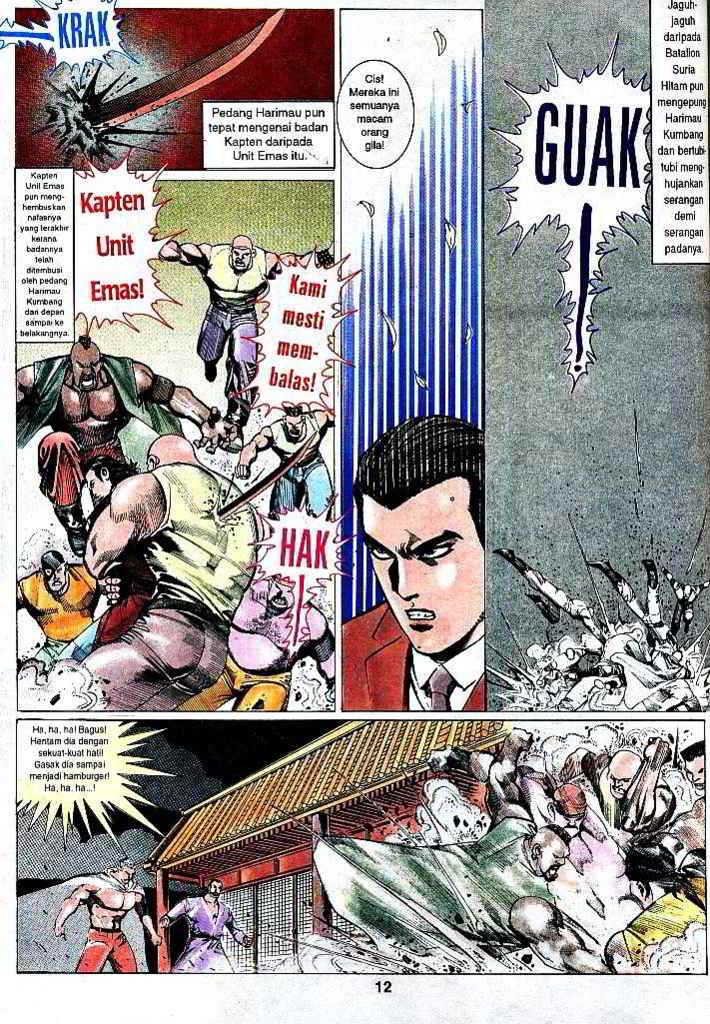 KRAK
Pedang Harimau pun
tepat mengenai badan
Kapten daripada
Unit Emas itu.
Kapten
Unit Emas
pun meng-
hembuskan
nafasnya
yang terakhir
kerana
badannya
telah
ditembusi
oleh pedang
Harimau
Kumbang
dari depan
sampai ke
belakangnya.
Kapten
Unit
Emas!
Kami
mesti
mem-
balas!
HAK
!
Cis!
Mereka ini
semuanya
macam
orang
gila!
GUAK
!
Jaguh-
jaguh
daripada
Batalion
Suria
Hitam pun
mengepung
Harimau
Kumbang
dan bertubi-
tubi meng-
hujankan
serangan
demi
serangan
padanya.
Ha, ha, ha! Bagus!
Hentam dia dengan
sekuat-kuat hati!
Gasak dia sampai
menjadi hamburger!
Ha, ha, ha...!
12